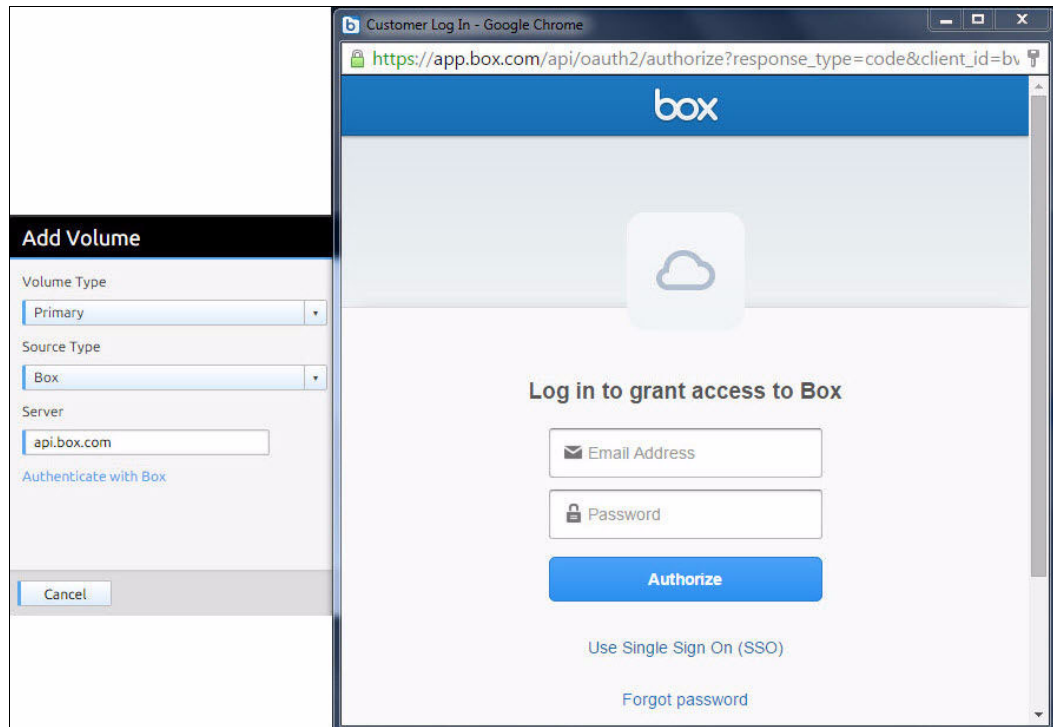 Customer Log In - Google Chrome
https://app.box.com/api/oauth2/authorize?response_type=code&client_id=bv
box
Add Volume
Volume Type
Primary
Source Type
Box
Server
api.box.com
Authenticate with Box
Cancel
Log in to grant access to Box
Email Address
Password
Authorize
Use Single Sign On (SSO)
Forgot password